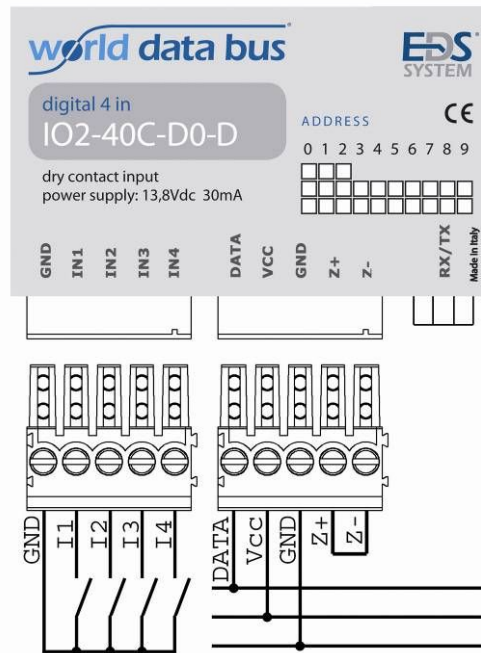 world data bus
EDS
SYSTEM
digital 4 in
IO2-40C-D0-D
ADDRESS
CE
0 1 2 3 4 5 6 7 8 9
dry contact input
power supply: 13,8Vdc 30mA
GND IN1 IN2 IN3 IN4 DATA VCC GND Z+ Z- RX/TX Made in Italy
GND I1 I2 I3 I4 DATA Vcc GND Z+ Z-